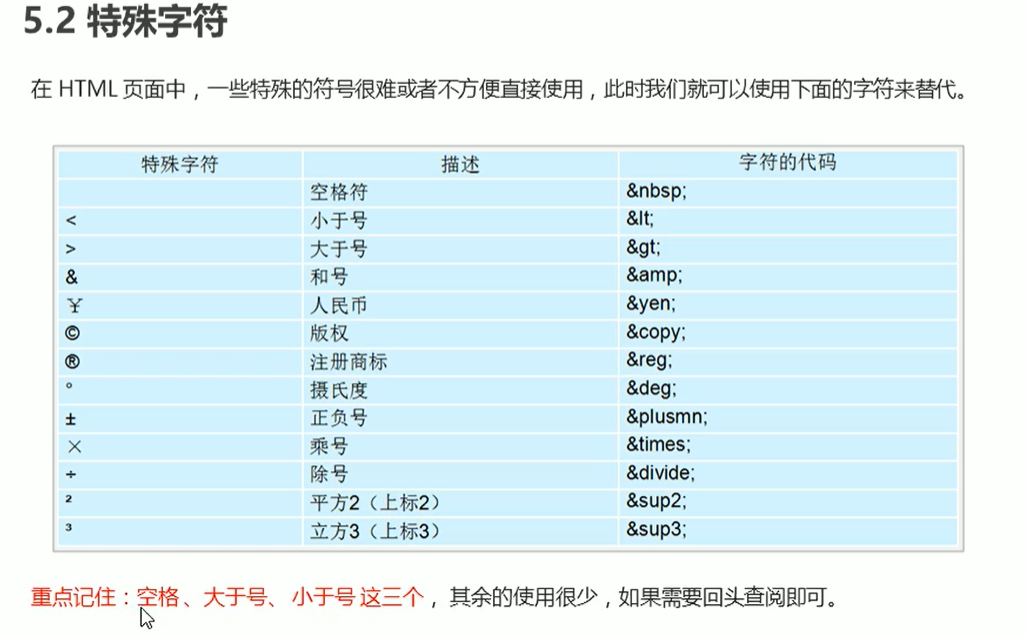 5.2 特殊字符
在 HTML 页面中，一些特殊的符号很难或者不方便直接使用，此时我们就可以使用下面的字符来替代。
特殊字符 描述 字符的代码
空格符 &nbsp;
< 小于号 &lt;
> 大于号 &gt;
& 和号 &amp;
¥ 人民币 &yen;
© 版权 &copy;
® 注册商标 &reg;
° 摄氏度 &deg;
± 正负号 &plusmn;
× 乘号 &times;
÷ 除号 &divide;
² 平方2（上标2） &sup2;
³ 立方3（上标3） &sup3;
重点记住：空格 、大于号、 小于号 这三个 ， 其余的使用很少，如果需要回头查阅即可。